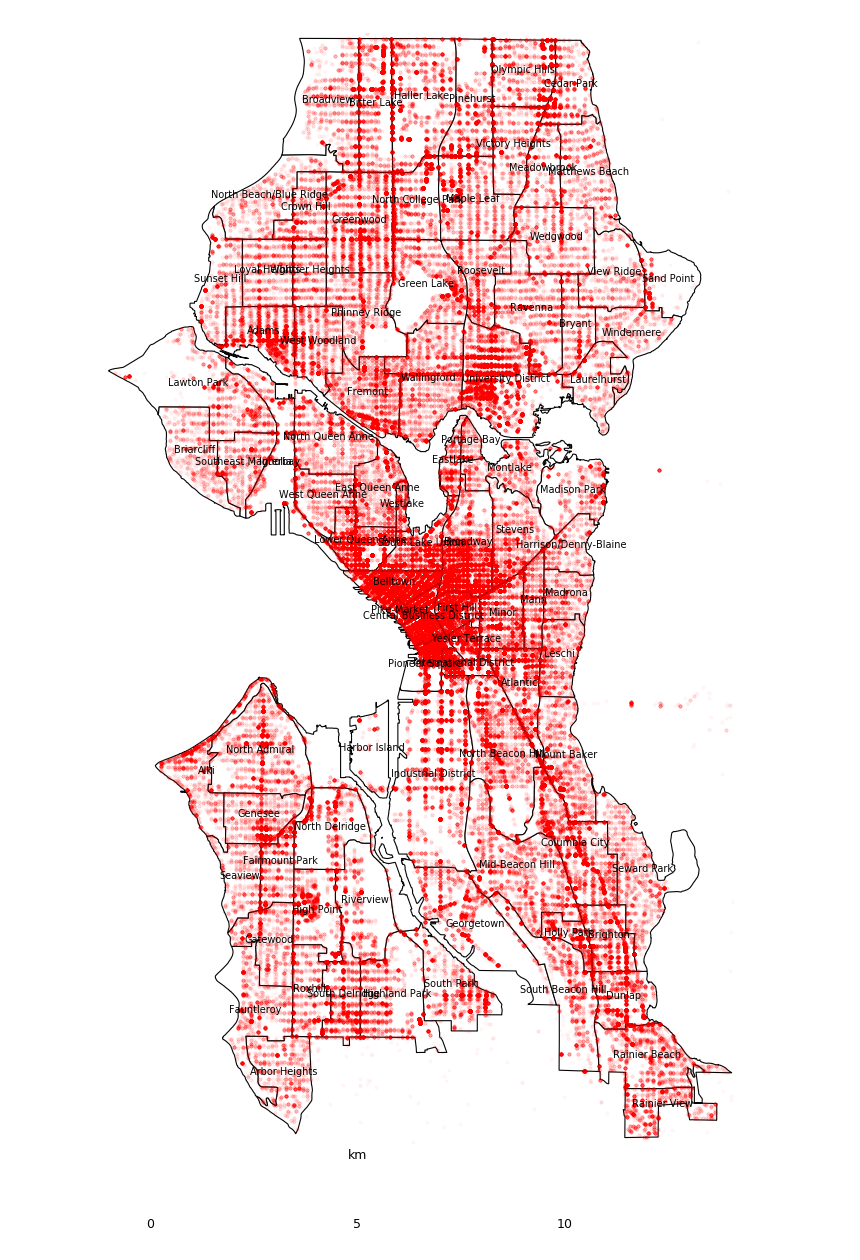 Olympic Hills
Cedar Park
Broadview
Bitter Lake
Haller Lake
Pinehurst
Victory Heights
Meadowbrook
Matthews Beach
North Beach/Blue Ridge
Crown Hill
North College Park
Maple Leaf
Greenwood
Wedgwood
Loyal Heights
Whittier Heights
Sunset Hill
Green Lake
Roosevelt
View Ridge
Sand Point
Phinney Ridge
Ravenna
Bryant
Windermere
Adams
West Woodland
Lawton Park
Fremont
Wallingford
University District
Laurelhurst
North Queen Anne
Portage Bay
Briarcliff
Southeast Magnolia
Interbay
Eastlake
Montlake
West Queen Anne
East Queen Anne
Westlake
Madison Park
Lower Queen Anne
South Lake Union
Broadway
Stevens
Harrison/Denny-Blaine
Belltown
Pike-Market
First Hill
Central Business District
Minor
Mann
Madrona
Yesler Terrace
Leschi
Pioneer Square
International District
Atlantic
North Admiral
Alki
Harbor Island
Industrial District
North Beacon Hill
Mount Baker
Genesee
North Delridge
Columbia City
Fairmount Park
Seaview
Mid-Beacon Hill
Seward Park
High Point
Riverview
Georgetown
Gatewood
Holly Park
Brighton
Roxhill
South Delridge
Highland Park
South Park
South Beacon Hill
Dunlap
Fauntleroy
Arbor Heights
Rainier Beach
Rainier View
km
0 5 10